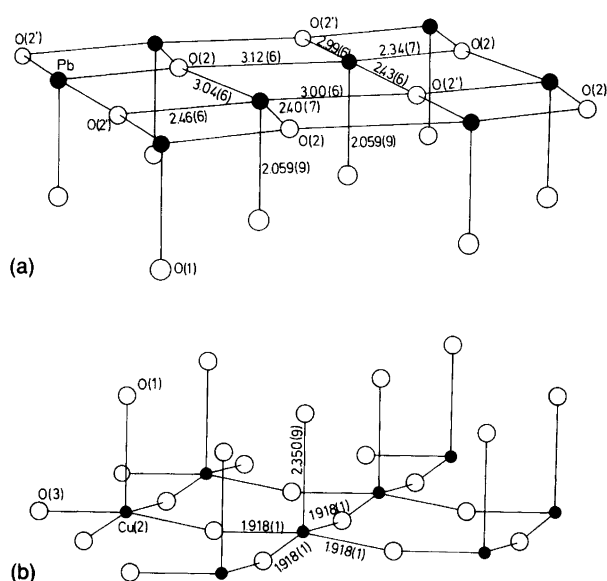 O(2')
O(2')
Pb
O(2)
3.12(6)
2.99(6)
2.34(7)
O(2)
3.04(6)
2.43(6)
3.00(6)
O(2')
O(2)
O(2')
2.46(6)
2.40(7)
O(2)
2.059(9)
2.059(9)
(a)
O(1)
O(1)
2.350(9)
O(3)
Cu(2)
1.918(1)
1.918(1)
1.918(1)
1.918(1)
(b)